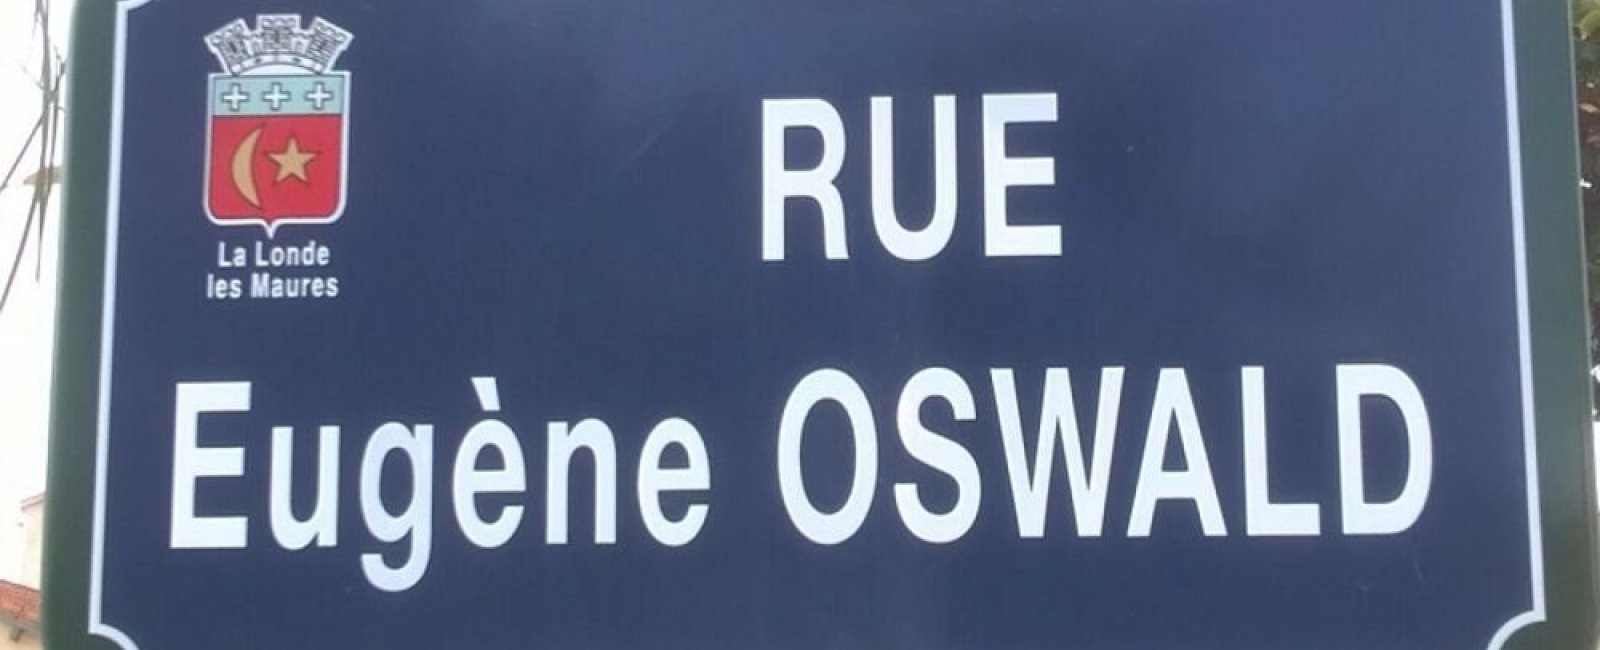 La Londe
les Maures
RUE
Eugène OSWALD